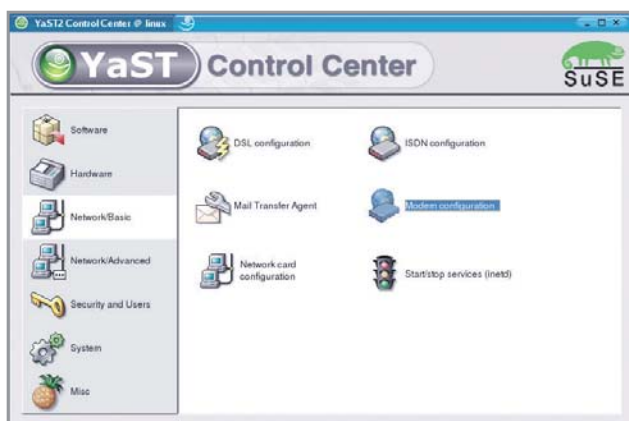 YaST2 Control Center @ linux
YaST Control Center
SuSE
Software
Hardware
Network/Basic
Network/Advanced
Security and Users
System
Misc
DSL configuration
ISDN configuration
Mail Transfer Agent
Modem configuration
Network card
configuration
Start/stop services (inetd)